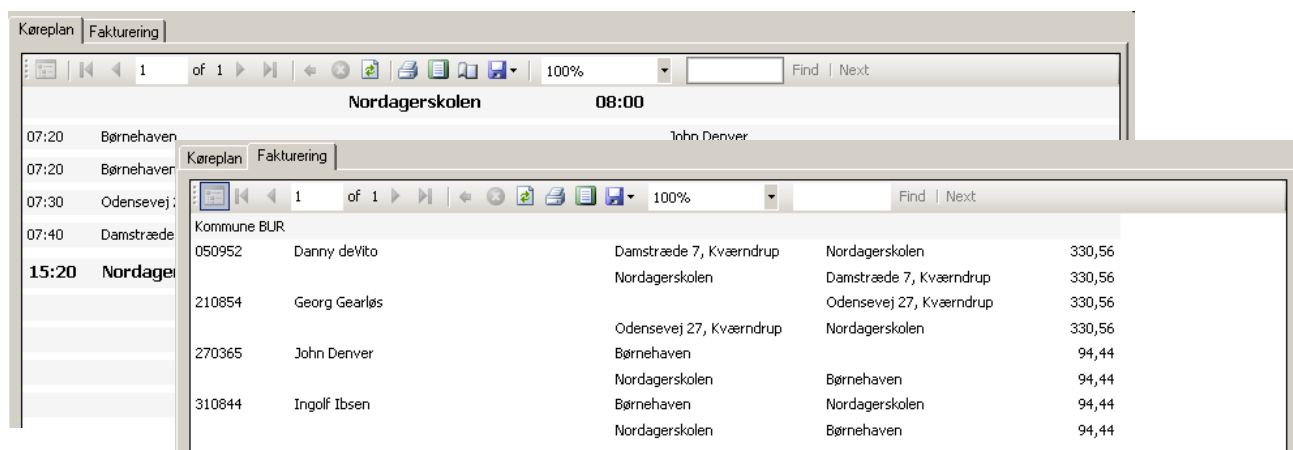 Køreplan Fakturering
1 of 1 100% Find | Next
Nordagerskolen 08:00
07:20 Børnehaven John Denver
07:20 Børnehaven
07:30 Odensevej
07:40 Damstræde
15:20
Køreplan Fakturering
1 of 1 100% Find | Next
Kommune BUR
050952 Danny deVito Damstræde 7, Kværndrup Nordagerskolen 330,56
Nordagerskolen Damstræde 7, Kværndrup 330,56
210854 Georg Gearløs Odensevej 27, Kværndrup 330,56
Odensevej 27, Kværndrup Nordagerskolen 330,56
270365 John Denver Børnehaven 94,44
Nordagerskolen Børnehaven 94,44
310844 Ingolf Ibsen Børnehaven Nordagerskolen 94,44
Nordagerskolen Børnehaven 94,44